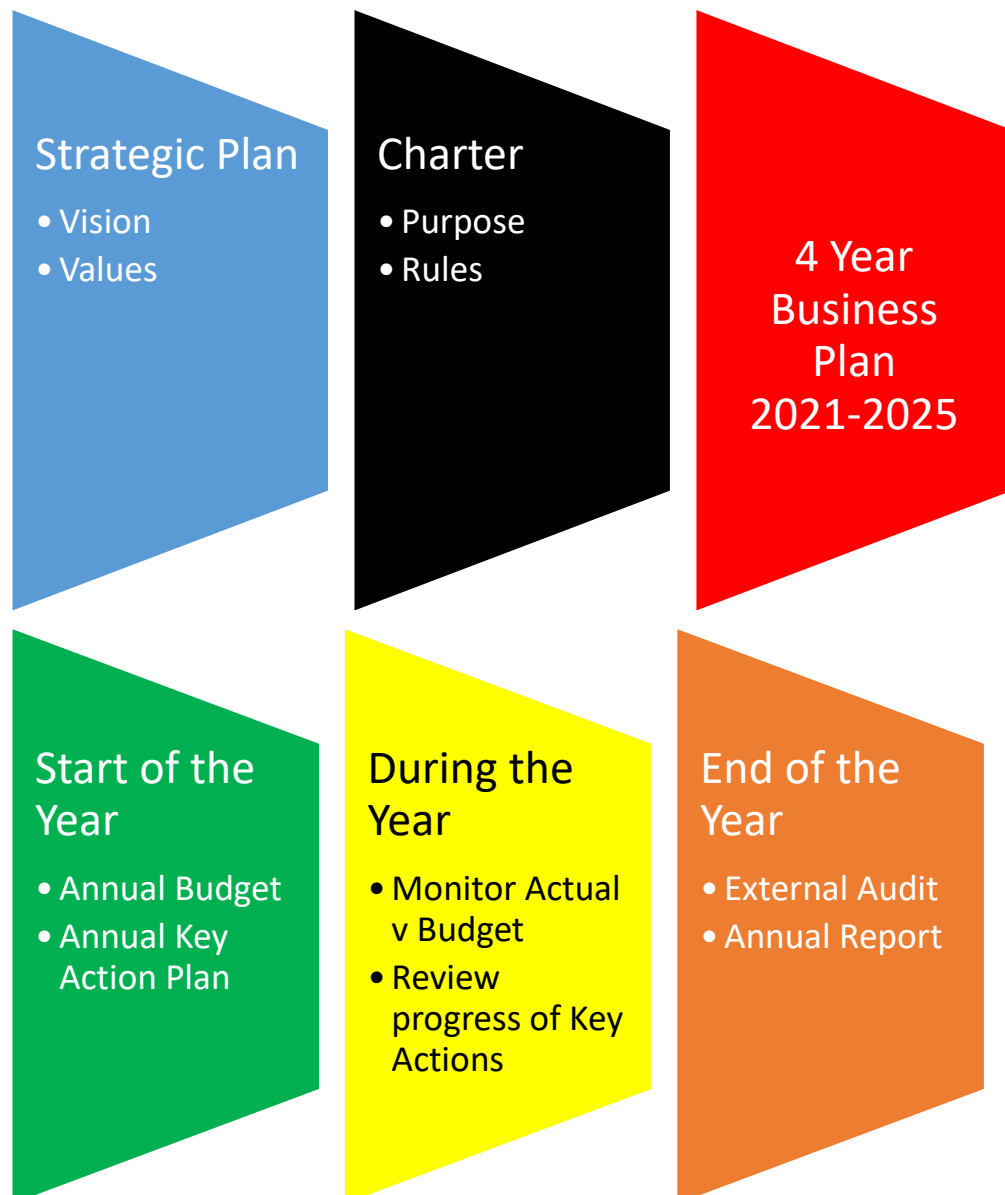 Strategic Plan
• Vision
• Values
Charter
• Purpose
• Rules
4 Year
Business
Plan
2021-2025
Start of the
Year
• Annual Budget
• Annual Key
Action Plan
During the
Year
• Monitor Actual
v Budget
• Review
progress of Key
Actions
End of the
Year
• External Audit
• Annual Report